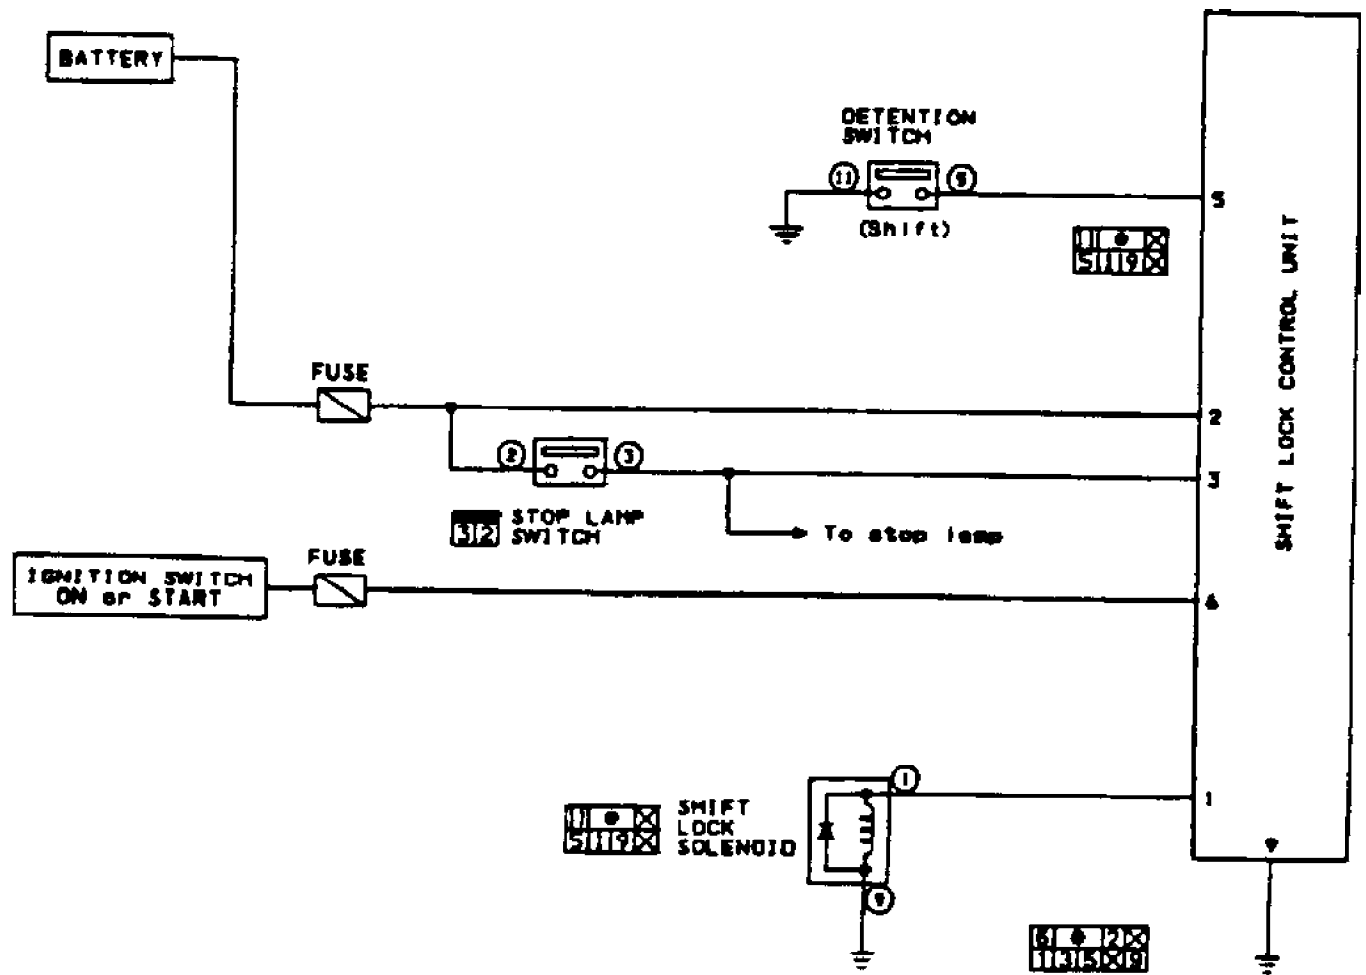 BATTERY
DETENTION
SWITCH
11
5
(Shift)
5
11 X
5 1 9 X
SHIFT LOCK CONTROL UNIT
FUSE
2
2
3
3
3 2
STOP LAMP
SWITCH
To stop lamp
FUSE
IGNITION SWITCH
ON or START
6
1
1
11 X
5 1 9 X
SHIFT
LOCK
SOLENOID
9
6 2 X
1 3 5 X 9